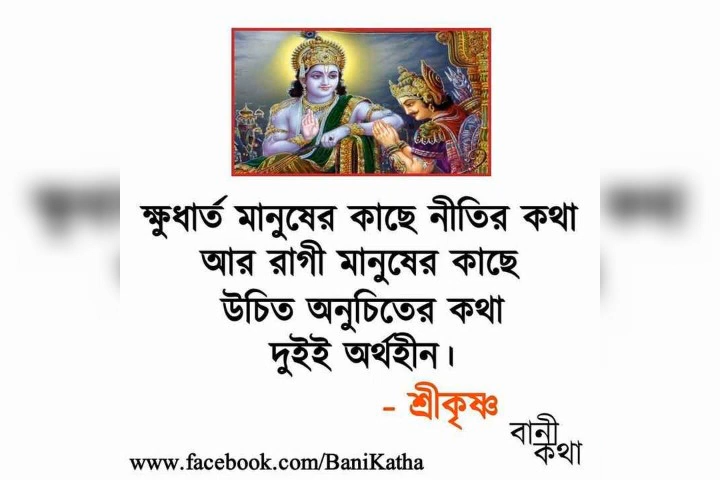 ক্ষুধার্ত মানুষের কাছে নীতির কথা
আর রাগী মানুষের কাছে
উচিত অনুচিতের কথা
দুইই অর্থহীন।
- শ্রীকৃষ্ণ
বানী
কথা
www.facebook.com/BaniKatha